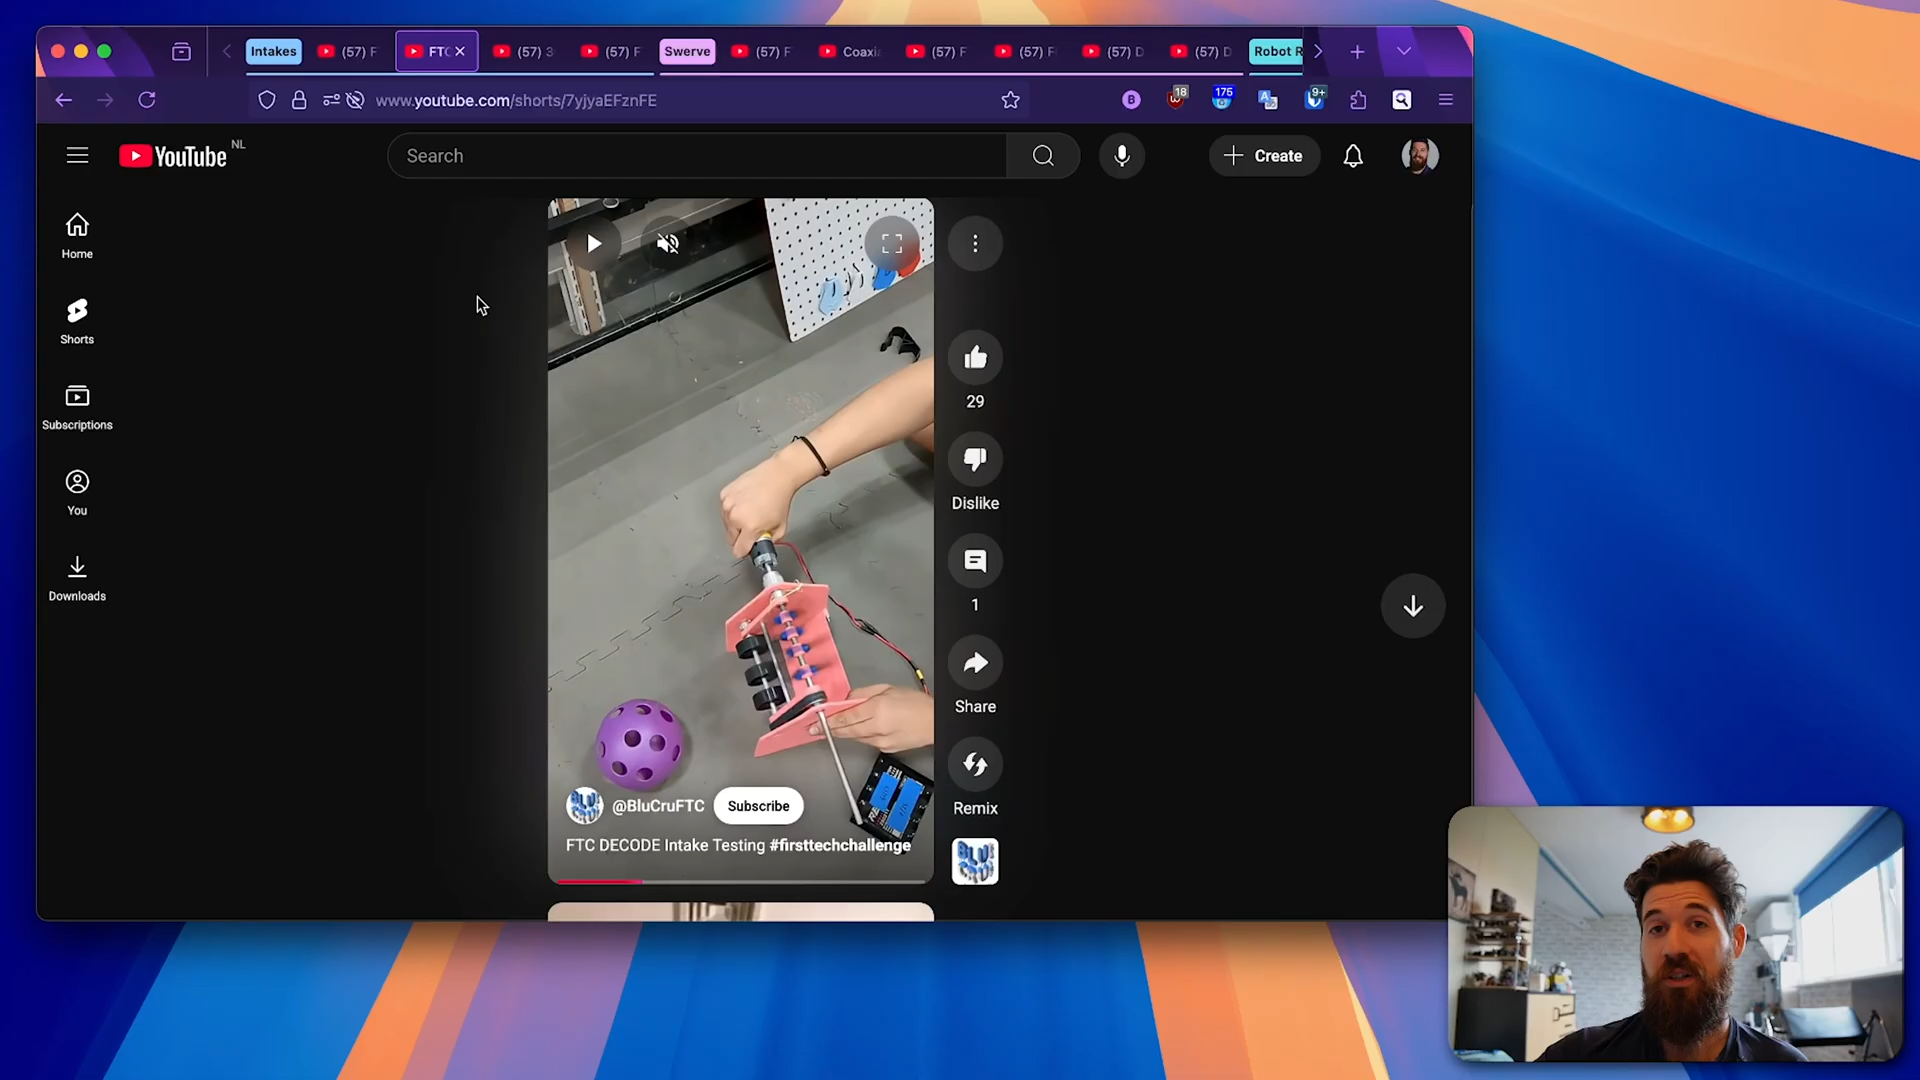 Intakes
(57) F
FTC
(57) 3
(57) F
Swerve
(57) F
Coaxi
(57) F
(57) F
(57) D
(57) D
Robot R
www.youtube.com/shorts/7yjyaEFznFE
B
18
175
9+
YouTube
NL
Search
Create
Home
Shorts
Subscriptions
You
Downloads
29
Dislike
1
Share
Remix
@BluCruFTC
Subscribe
FTC DECODE Intake Testing #firsttechchallenge